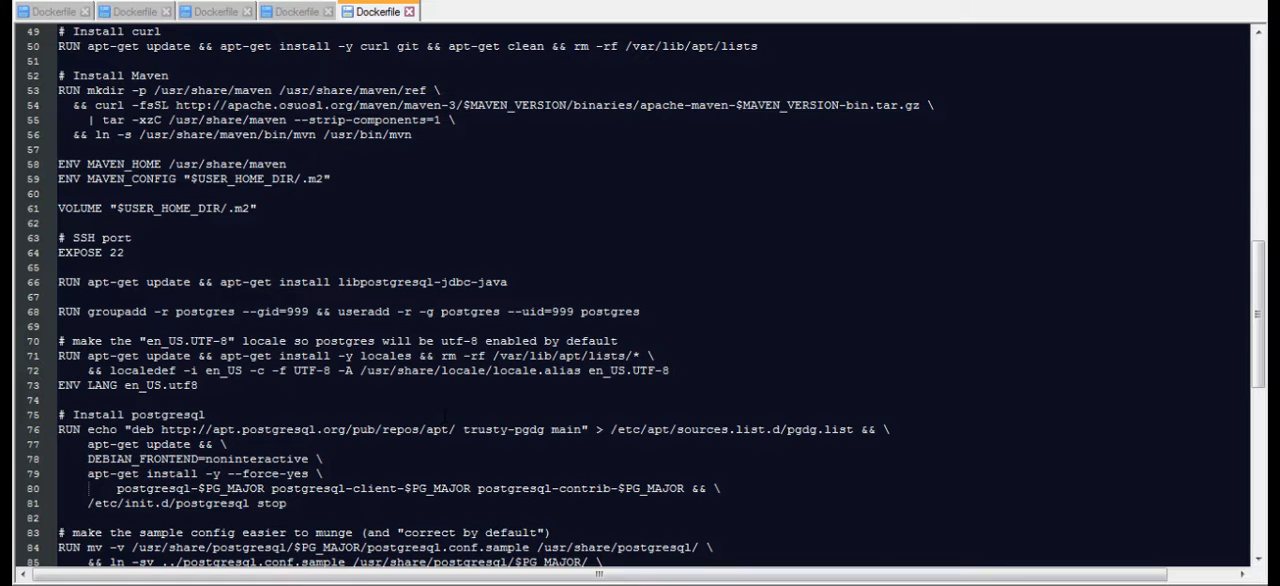 Dockerfile Dockerfile Dockerfile Dockerfile Dockerfile
49 # Install curl
50 RUN apt-get update && apt-get install -y curl git && apt-get clean && rm -rf /var/lib/apt/lists
51
52 # Install Maven
53 RUN mkdir -p /usr/share/maven /usr/share/maven/ref \
54   && curl -fsSL http://apache.osuosl.org/maven/maven-3/$MAVEN_VERSION/binaries/apache-maven-$MAVEN_VERSION-bin.tar.gz \
55     | tar -xzC /usr/share/maven --strip-components=1 \
56   && ln -s /usr/share/maven/bin/mvn /usr/bin/mvn
57
58 ENV MAVEN_HOME /usr/share/maven
59 ENV MAVEN_CONFIG "$USER_HOME_DIR/.m2"
60
61 VOLUME "$USER_HOME_DIR/.m2"
62
63 # SSH port
64 EXPOSE 22
65
66 RUN apt-get update && apt-get install libpostgresql-jdbc-java
67
68 RUN groupadd -r postgres --gid=999 && useradd -r -g postgres --uid=999 postgres
69
70 # make the "en_US.UTF-8" locale so postgres will be utf-8 enabled by default
71 RUN apt-get update && apt-get install -y locales && rm -rf /var/lib/apt/lists/* \
72     && localedef -i en_US -c -f UTF-8 -A /usr/share/locale/locale.alias en_US.UTF-8
73 ENV LANG en_US.utf8
74
75 # Install postgresql
76 RUN echo "deb http://apt.postgresql.org/pub/repos/apt/ trusty-pgdg main" > /etc/apt/sources.list.d/pgdg.list && \
77     apt-get update && \
78     DEBIAN_FRONTEND=noninteractive \
79     apt-get install -y --force-yes \
80         postgresql-$PG_MAJOR postgresql-client-$PG_MAJOR postgresql-contrib-$PG_MAJOR && \
81     /etc/init.d/postgresql stop
82
83 # make the sample config easier to munge (and "correct by default")
84 RUN mv -v /usr/share/postgresql/$PG_MAJOR/postgresql.conf.sample /usr/share/postgresql/ \
85     && ln -sv ../postgresql.conf.sample /usr/share/postgresql/$PG_MAJOR/ \